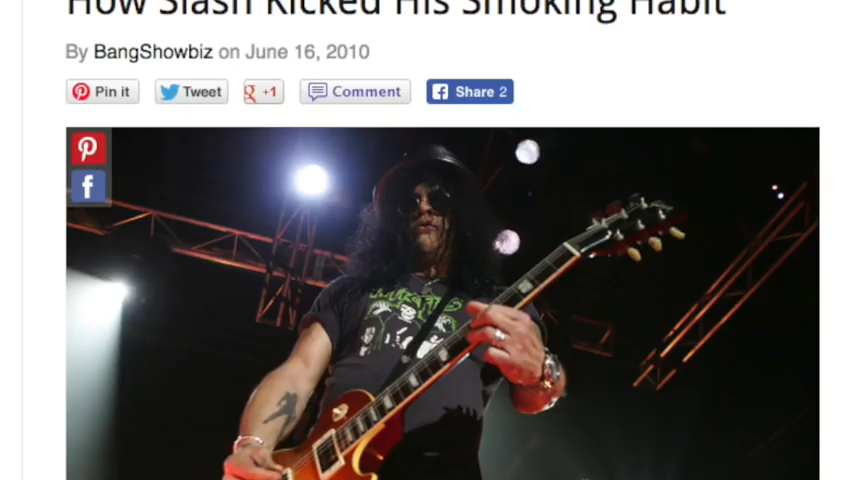 How Slash Kicked His Smoking Habit
By BangShowbiz on June 16, 2010
Pin it Tweet +1 Comment Share 2